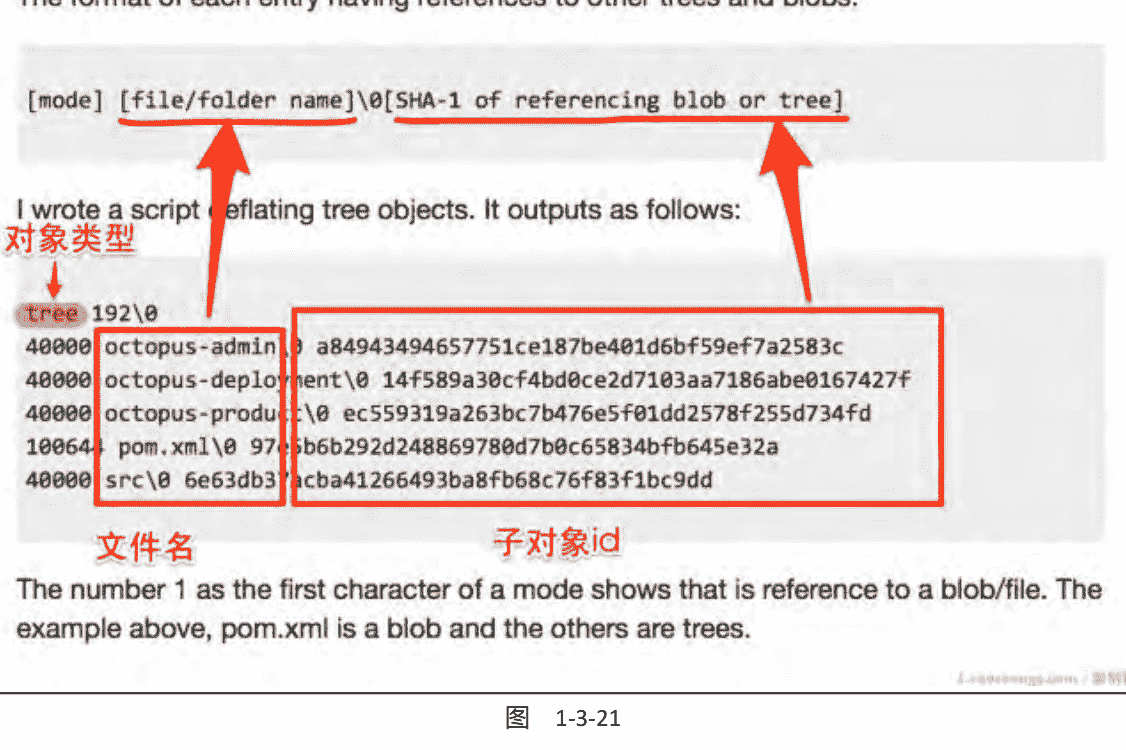 The format of each entry having references to other trees and blobs:
[mode] [file/folder name]\0[SHA-1 of referencing blob or tree]
I wrote a script deflating tree objects. It outputs as follows:
对象类型
tree 192\0
40000 octopus-admin\0 a84943494657751ce187be401d6bf59ef7a2583c
40000 octopus-deployment\0 14f589a30cf4bd0ce2d7103aa7186abe0167427f
40000 octopus-product\0 ec559319a263bc7b476e5f01dd2578f255d734fd
100644 pom.xml\0 97e5b6b292d248869780d7b0c65834bfb645e32a
40000 src\0 6e63db37acba41266493ba8fb68c76f83f1bc9dd
文件名
子对象id
The number 1 as the first character of a mode shows that is reference to a blob/file. The
example above, pom.xml is a blob and the others are trees.
图 1-3-21